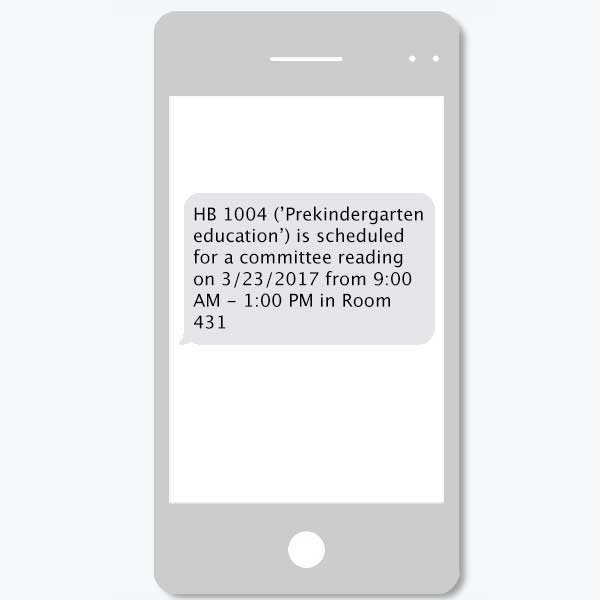 HB 1004 (’Prekindergarten
education’) is scheduled
for a committee reading
on 3/23/2017 from 9:00
AM – 1:00 PM in Room
431